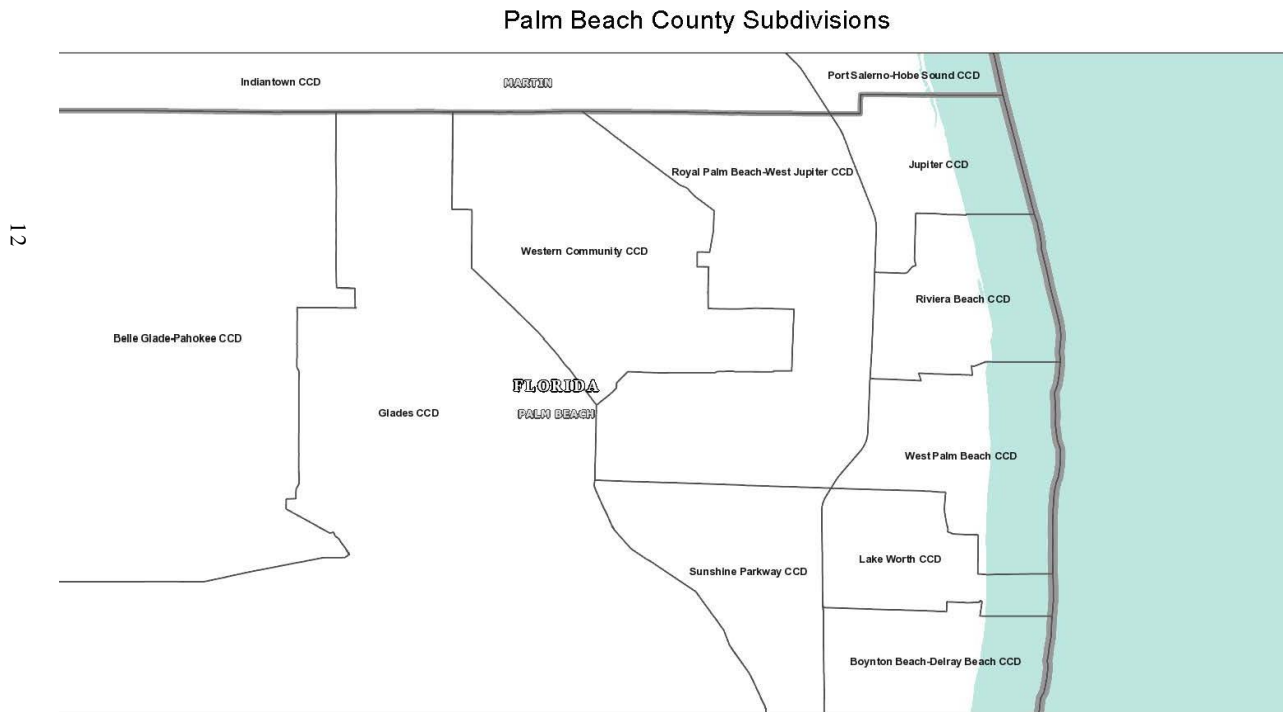 Palm Beach County Subdivisions
12
Indiantown CCD
MARTIN
Port Salerno-Hobe Sound CCD
Jupiter CCD
Royal Palm Beach-West Jupiter CCD
Western Community CCD
Riviera Beach CCD
Belle Glade-Pahokee CCD
FLORIDA
Glades CCD
PALM BEACH
West Palm Beach CCD
Lake Worth CCD
Sunshine Parkway CCD
Boynton Beach-Delray Beach CCD